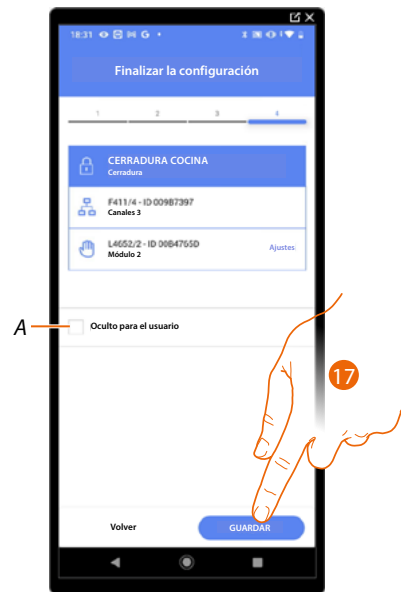 18:31 G
Finalizar la configuración
1 2 3 4
CERRADURA COCINA
Cerradura
F411/4 - ID 009B7397
Canales 3
L4652/2 - ID 00B4765D
Ajustes
Módulo 2
A
Oculto para el usuario
17
Volver
GUARDAR